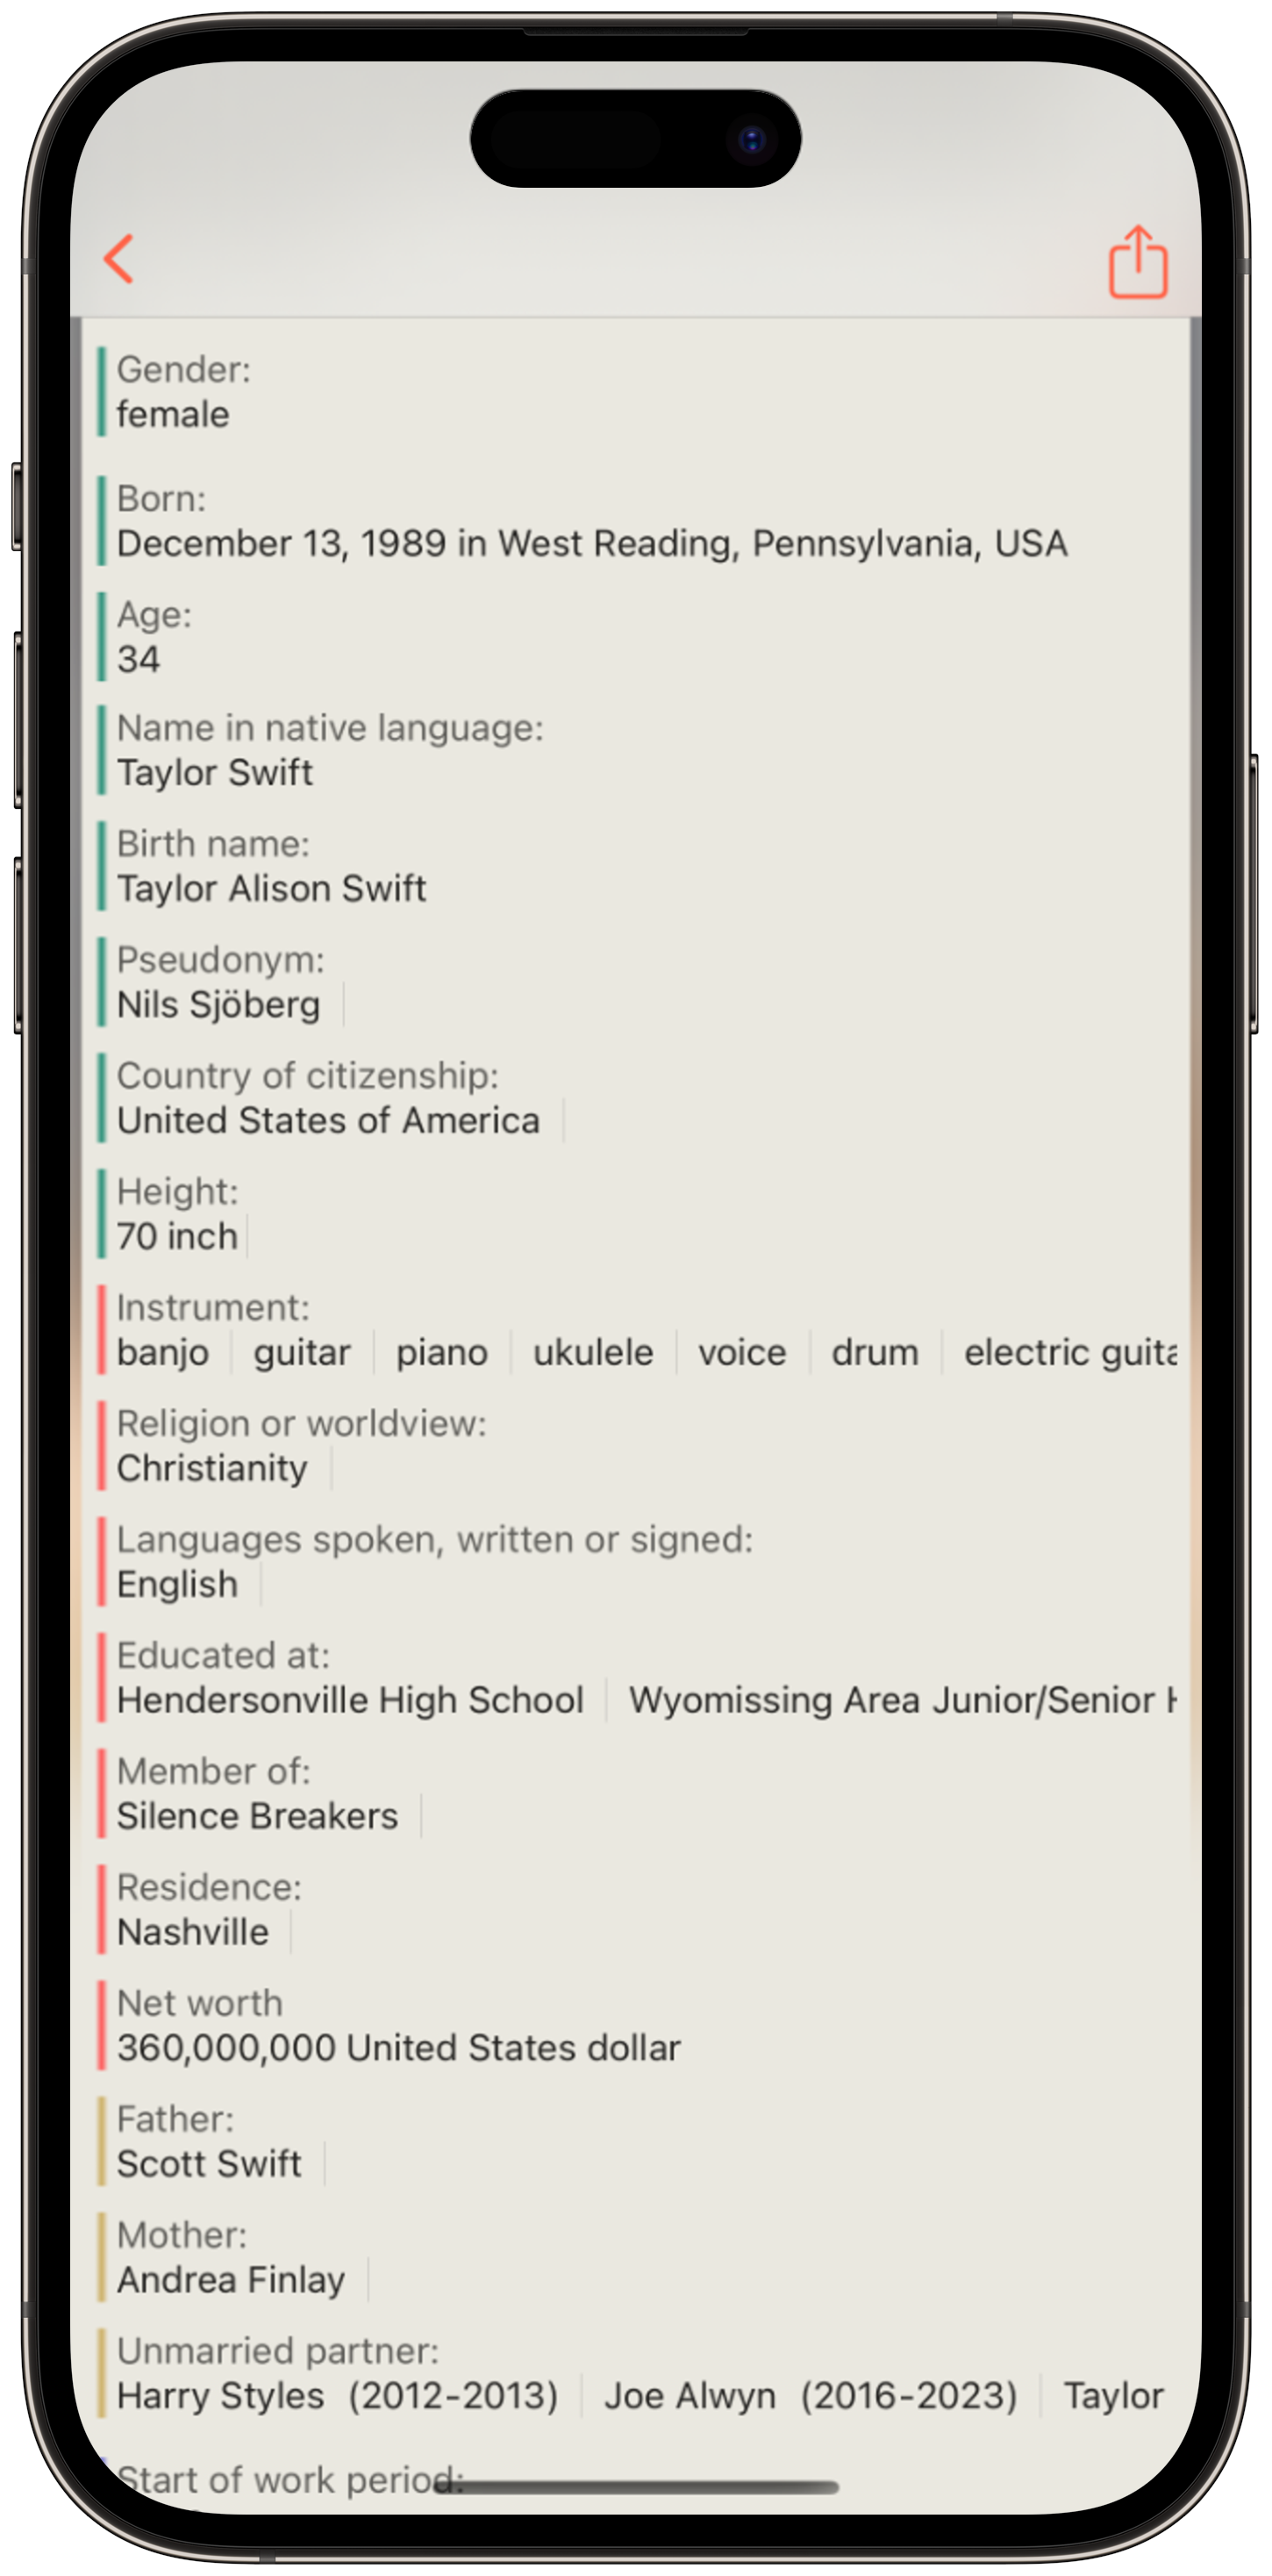 Gender:
female
Born:
December 13, 1989 in West Reading, Pennsylvania, USA
Age:
34
Name in native language:
Taylor Swift
Birth name:
Taylor Alison Swift
Pseudonym:
Nils Sjöberg
Country of citizenship:
United States of America
Height:
70 inch
Instrument:
banjo guitar piano ukulele voice drum electric
Religion or worldview:
Christianity
Languages spoken, written or signed:
English
Educated at:
Hendersonville High School Wyomissing Area Junior/Senior
Member of:
Silence Breakers
Residence:
Nashville
Net worth
360,000,000 United States dollar
Father:
Scott Swift
Mother:
Andrea Finlay
Unmarried partner:
Harry Styles (2012-2013) Joe Alwyn (2016-2023) Taylor
Start of work period: